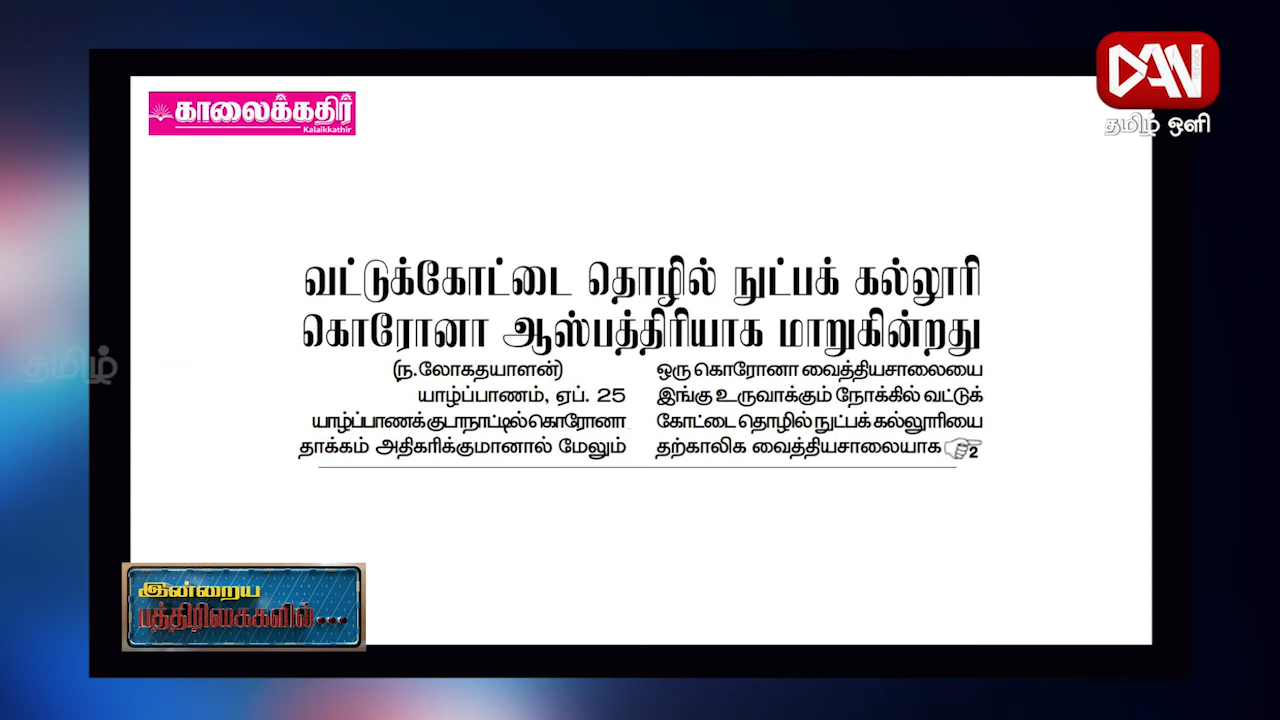 காலைக்கதிர்
Kalaikkathir
DAN
தமிழ் ஒளி
வட்டுக்கோட்டை தொழில் நுட்பக் கல்லூரி
கொரோனா ஆஸ்பத்திரியாக மாறுகின்றது
(ந.லோகதயாளன்)
யாழ்ப்பாணம், ஏப். 25
யாழ்ப்பாணக் குடாநாட்டில் கொரோனா
தாக்கம் அதிகரிக்குமானால் மேலும்
ஒரு கொரோனா வைத்தியசாலையை
இங்கு உருவாக்கும் நோக்கில் வட்டுக்
கோட்டை தொழில் நுட்பக் கல்லூரியை
தற்காலிக வைத்தியசாலையாக 2
தமிழ்
இன்றைய
பத்திரிகைகளில்...